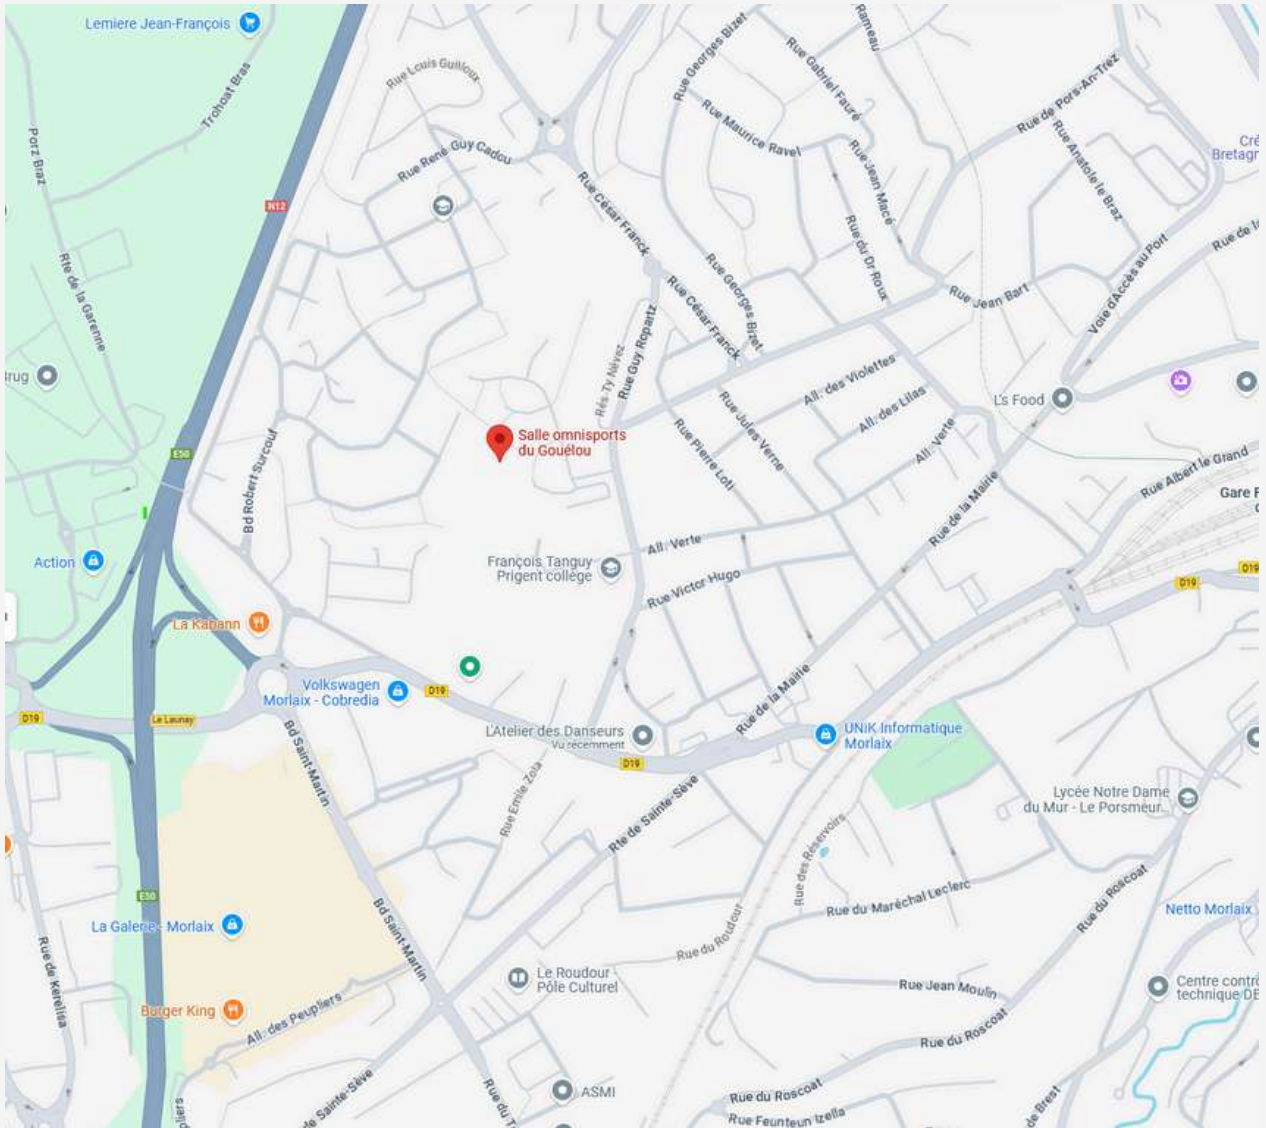 Lemiere Jean-François
Trohoat Bras
Porz Braz
Rte de la Garenne
N12
Rue Louis Guilloux
Rue René Guy Cadou
Rue César Franck
Rue César Franck
Rue Georges Bizet
Rue Georges Bizet
Rue Gabriel Fauré
Rameau
Rue Maurice Ravel
Rue Jean Macé
Rue du Dr Roux
Rue de Pors-An-Trez
Rue Anatole le Braz
Cré
Bretagn
Rue de la
Voie d'Accès au Port
Rue Jean Bart
Rés Ty Névez
Rue Guy Ropartz
All. des Violettes
All. des Lilas
All. Verte
L's Food
Brug
Salle omnisports
du Gouélou
Rue Pierre Loti
Rue Jules Verne
E50
Bd Robert Surcouf
Rue de la Mairie
Rue Albert le Grand
Gare
Action
François Tanguy
Prigent collège
All. Verte
Rue Victor Hugo
D19
D19
La Kabann
Volkswagen
Morlaix - Cobredia
D19
D19
Le Launay
Bd Saint-Martin
L'Atelier des Danseurs
Vu récemment
D19
Rue de la Mairie
UNiK Informatique
Morlaix
Rue Emile Zola
Rte de Sainte-Sève
Rue des Réservoirs
Lycée Notre Dame
du Mur - Le Porsmeur...
E50
La Galerie - Morlaix
Bd Saint-Martin
Rue du Maréchal Leclerc
Rue du Roscoat
Netto Morlaix
Rue du Roudour
Rue de Kerelisa
Le Roudour -
Pôle Culturel
Rue Jean Moulin
Centre contrô
technique DE
Burger King
All. des Peupliers
Rue du Roscoat
ASMI
Rue du Roscoat
Rue Feunteun Izella
de Brest
Sainte-Sève
Rue du T
pliers